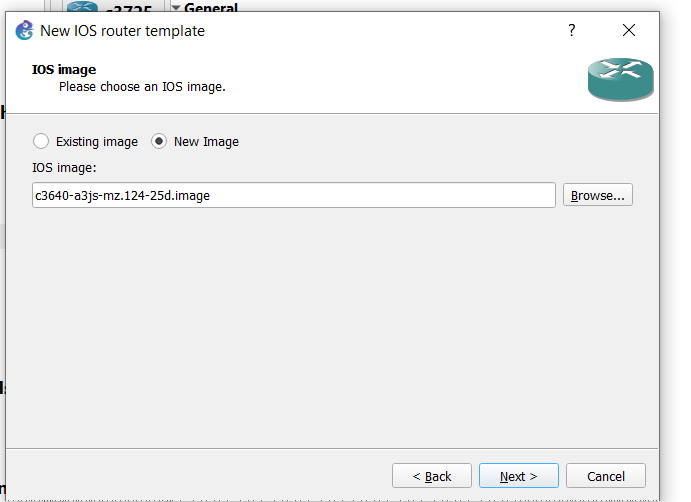 c3725
General
New IOS router template
?
IOS image
Please choose an IOS image.
Existing image
New Image
IOS image:
c3640-a3js-mz.124-25d.image
Browse...
< Back
Next >
Cancel